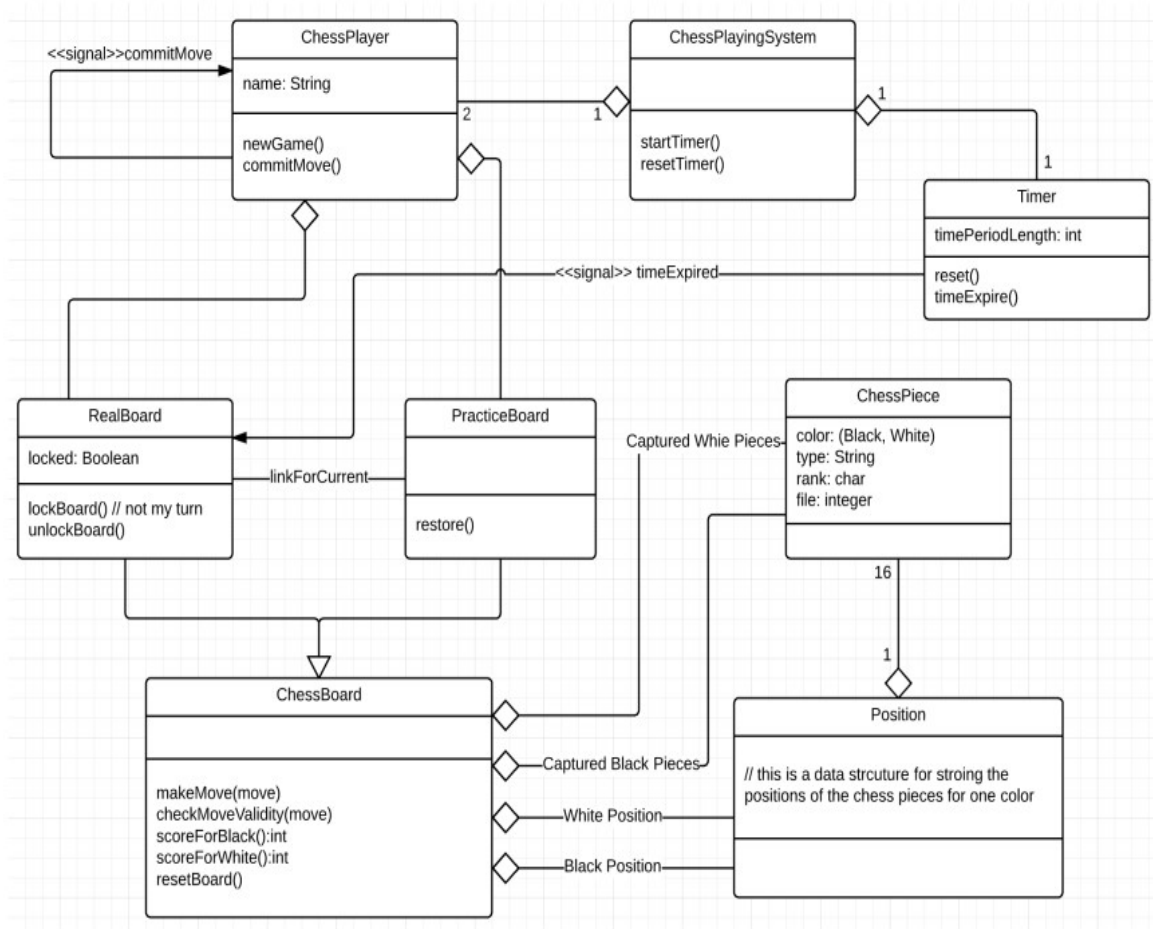 ChessPlayer
name: String
newGame()
commitMove()
<<signal>>commitMove
2
1
ChessPlayingSystem
startTimer()
resetTimer()
1
1
Timer
timePeriodLength: int
reset()
timeExpire()
<<signal>> timeExpired
RealBoard
locked: Boolean
lockBoard() // not my turn
unlockBoard()
linkForCurrent
PracticeBoard
restore()
ChessPiece
color: (Black, White)
type: String
rank: char
file: integer
Captured Whie Pieces
16
1
ChessBoard
makeMove(move)
checkMoveValidity(move)
scoreForBlack():int
scoreForWhite():int
resetBoard()
Captured Black Pieces
White Position
Black Position
Position
// this is a data strcuture for stroing the
positions of the chess pieces for one color